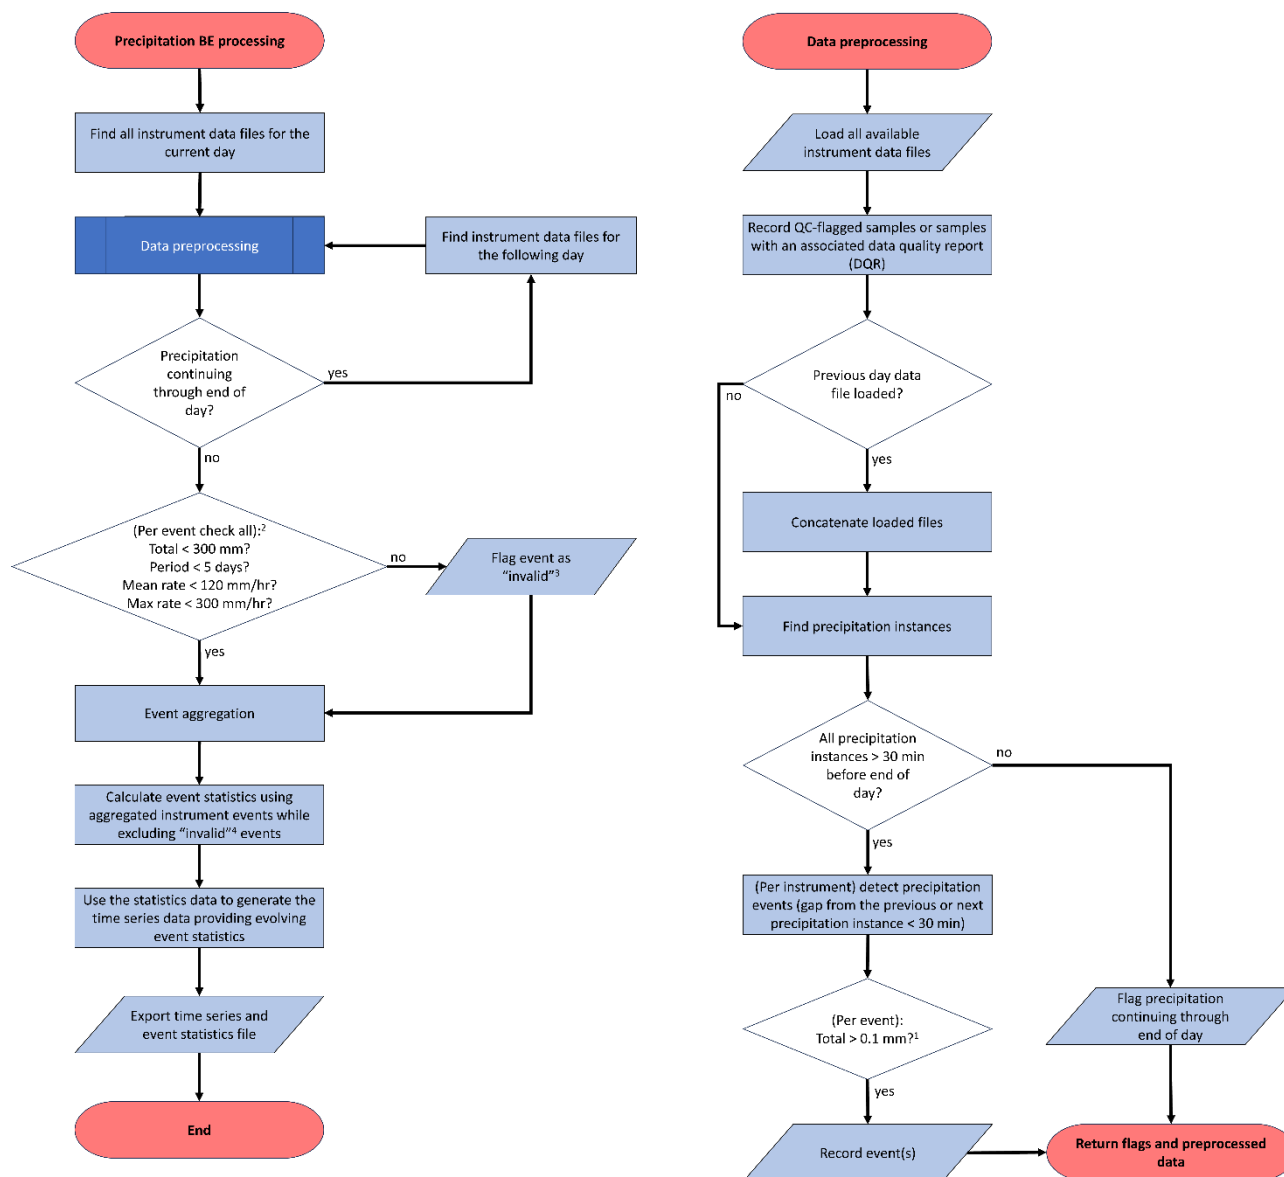 Precipitation BE processing
Find all instrument data files for the
current day
Data preprocessing
Find instrument data files for
the following day
Precipitation
continuing
through end of
day?
yes
no
(Per event check all):²
Total < 300 mm?
Period < 5 days?
Mean rate < 120 mm/hr?
Max rate < 300 mm/hr?
no
Flag event as
“invalid”³
yes
Event aggregation
Calculate event statistics using
aggregated instrument events while
excluding “invalid”⁴ events
Use the statistics data to generate the
time series data providing evolving
event statistics
Export time series and
event statistics file
End
Data preprocessing
Load all available
instrument data files
Record QC-flagged samples or samples
with an associated data quality report
(DQR)
Previous day data
file loaded?
no
yes
Concatenate loaded files
Find precipitation instances
All precipitation
instances > 30 min
before end of
day?
no
yes
(Per instrument) detect precipitation
events (gap from the previous or next
precipitation instance < 30 min)
(Per event):
Total > 0.1 mm?¹
yes
Record event(s)
Flag precipitation
continuing through
end of day
Return flags and preprocessed
data